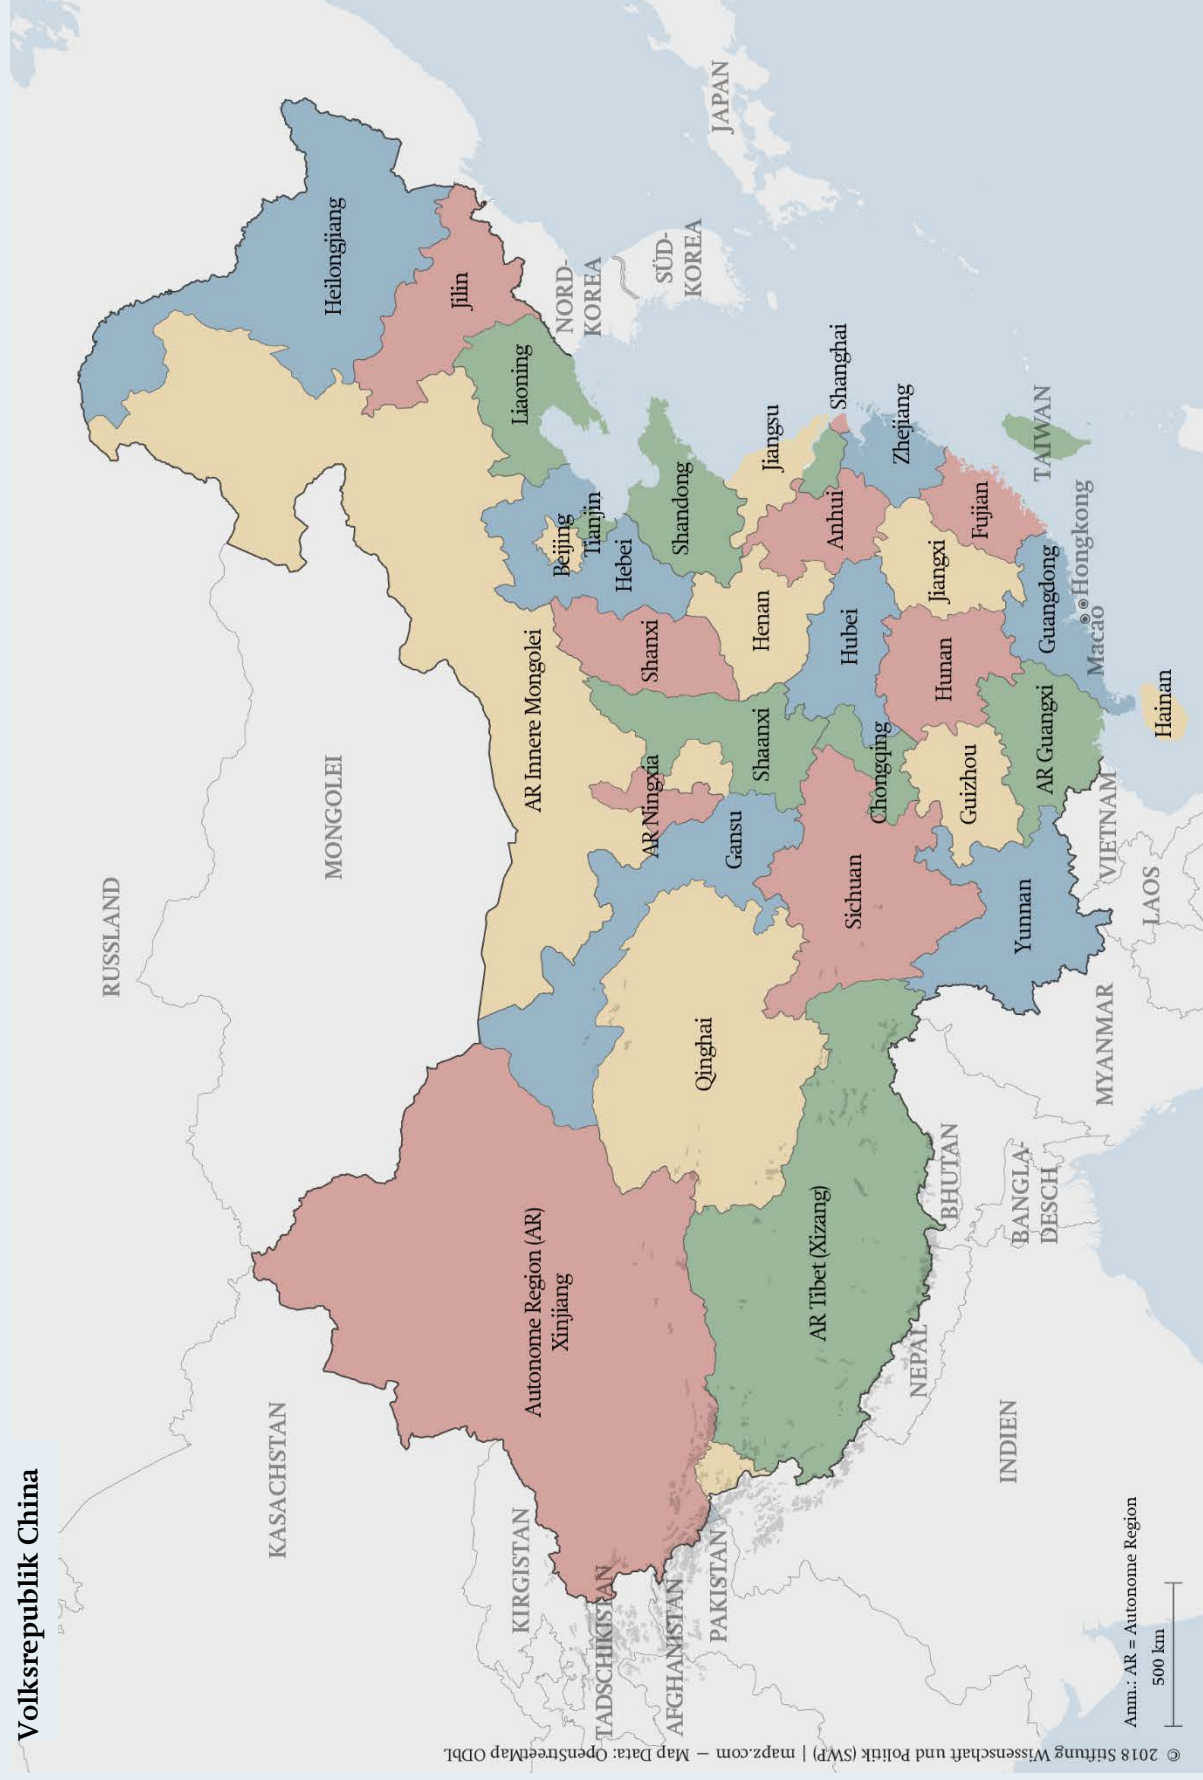 Volksrepublik China
RUSSLAND
KASACHSTAN
MONGOLEI
Heilongjiang
Jilin
Liaoning
NORD-
KOREA
SÜD-
KOREA
JAPAN
KIRGISTAN
TADSCHIKISTAN
AFGHANISTAN
PAKISTAN
Autonome Region (AR)
Xinjiang
AR Innere Mongolei
Beijing
Tianjin
Hebei
Shanxi
Shandong
AR Ningxia
Gansu
Qinghai
Shaanxi
Henan
Jiangsu
Anhui
Shanghai
AR Tibet (Xizang)
Sichuan
Chongqing
Hubei
Zhejiang
Hunan
Jiangxi
Fujian
Guizhou
Yunnan
AR Guangxi
Guangdong
Macao
Hongkong
TAIWAN
Hainan
NEPAL
BHUTAN
BANGLA-
DESCH
INDIEN
MYANMAR
VIETNAM
LAOS
Anm.: AR = Autonome Region
500 km
© 2018 Stiftung Wissenschaft und Politik (SWP) | mapz.com – Map Data: OpenStreetMap ODbL